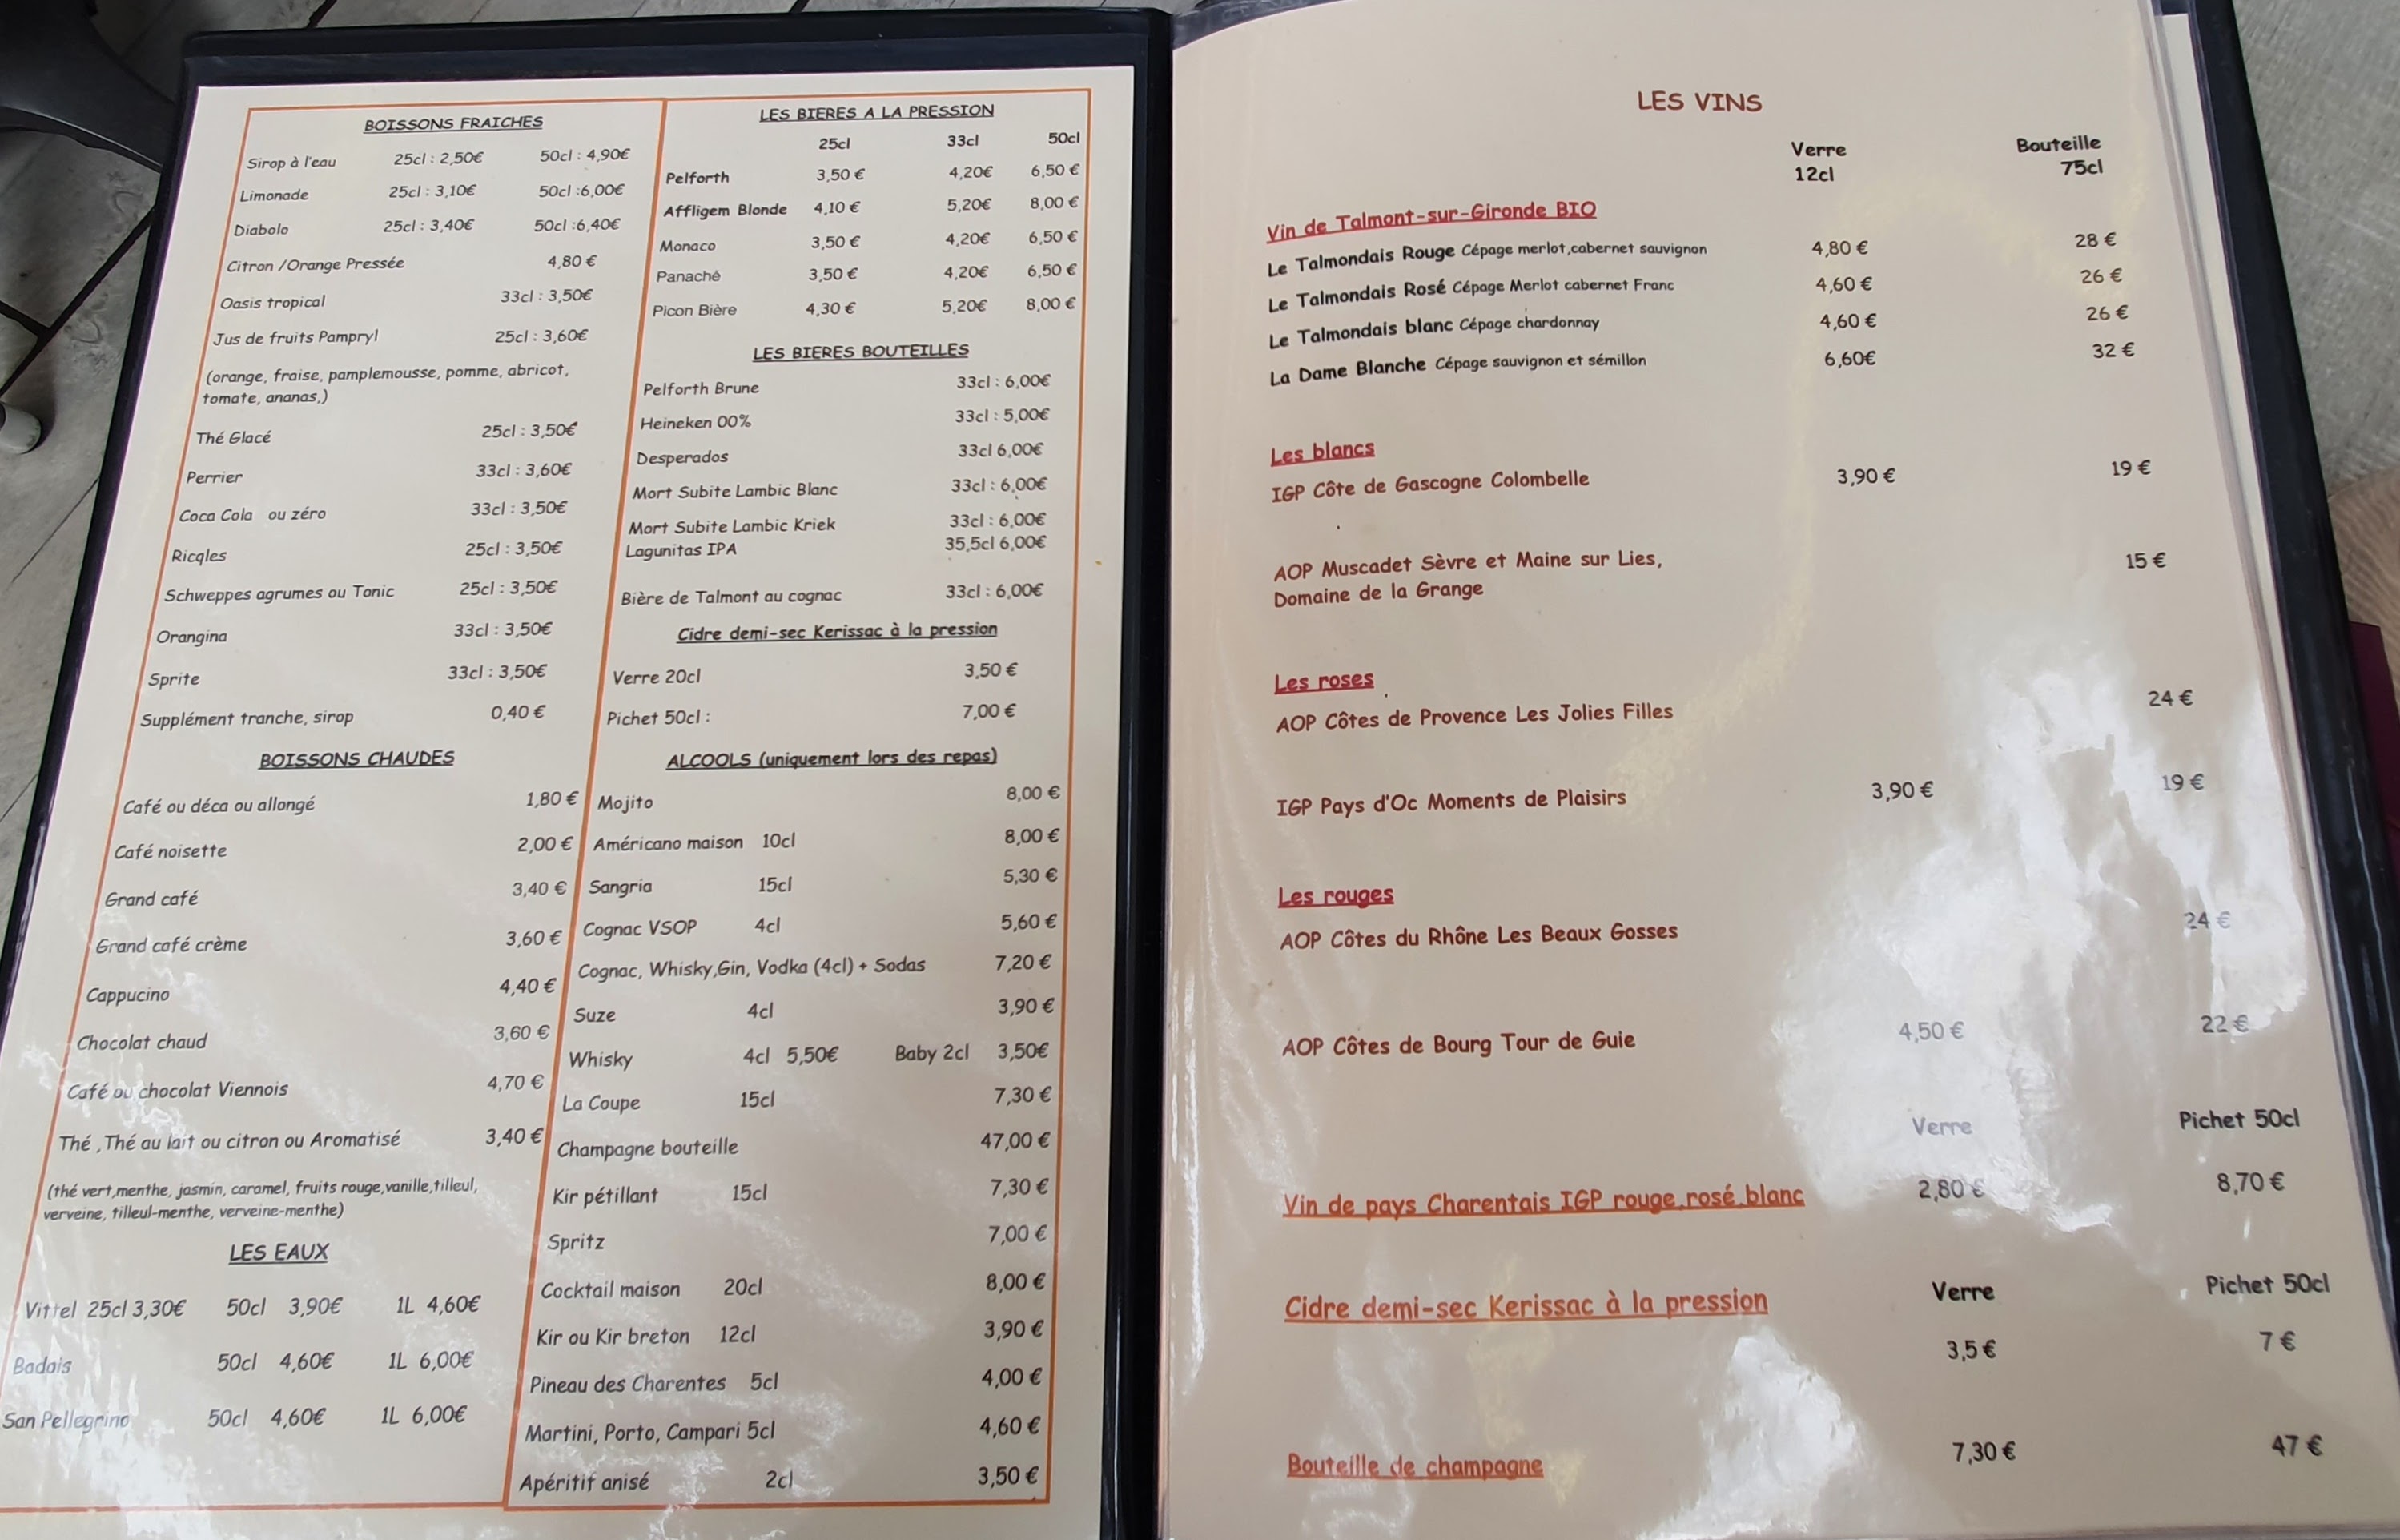 BOISSONS FRAICHES
Sirop à l'eau 25cl : 2,50€ 50cl : 4,90€
Limonade 25cl : 3,10€ 50cl :6,00€
Diabolo 25cl : 3,40€ 50cl :6,40€
Citron /Orange Pressée 4,80 €
Oasis tropical 33cl : 3,50€
Jus de fruits Pampryl 25cl : 3,60€
(orange, fraise, pamplemousse, pomme, abricot,
tomate, ananas,)
Thé Glacé 25cl : 3,50€
Perrier 33cl : 3,60€
Coca Cola ou zéro 33cl : 3,50€
Ricqles 25cl : 3,50€
Schweppes agrumes ou Tonic 25cl : 3,50€
Orangina 33cl : 3,50€
Sprite 33cl : 3,50€
Supplément tranche, sirop 0,40 €
BOISSONS CHAUDES
Café ou déca ou allongé 1,80 €
Café noisette 2,00 €
Grand café 3,40 €
Grand café crème 3,60 €
Cappucino 4,40 €
Chocolat chaud 3,60 €
Café ou chocolat Viennois 4,70 €
Thé , Thé au lait ou citron ou Aromatisé 3,40 €
(thé vert,menthe, jasmin, caramel, fruits rouge,vanille,tilleul,
verveine, tilleul-menthe, verveine-menthe)
LES EAUX
Vittel 25cl 3,30€ 50cl 3,90€ 1L 4,60€
Badois 50cl 4,60€ 1L 6,00€
San Pellegrino 50cl 4,60€ 1L 6,00€
LES BIERES A LA PRESSION
25cl 33cl 50cl
Pelforth 3,50 € 4,20€ 6,50 €
Affligem Blonde 4,10 € 5,20€ 8,00 €
Monaco 3,50 € 4,20€ 6,50 €
Panaché 3,50 € 4,20€ 6,50 €
Picon Bière 4,30 € 5,20€ 8,00 €
LES BIERES BOUTEILLES
Pelforth Brune 33cl : 6,00€
Heineken 00% 33cl : 5,00€
Desperados 33cl 6,00€
Mort Subite Lambic Blanc 33cl : 6,00€
Mort Subite Lambic Kriek 33cl : 6,00€
Lagunitas IPA 35,5cl 6,00€
Bière de Talmont au cognac 33cl : 6,00€
Cidre demi-sec Kerissac à la pression
Verre 20cl 3,50 €
Pichet 50cl : 7,00 €
ALCOOLS (uniquement lors des repas)
Mojito 8,00 €
Américano maison 10cl 8,00 €
Sangria 15cl 5,30 €
Cognac VSOP 4cl 5,60 €
Cognac, Whisky,Gin, Vodka (4cl) + Sodas 7,20 €
Suze 4cl 3,90 €
Whisky 4cl 5,50€ Baby 2cl 3,50€
La Coupe 15cl 7,30 €
Champagne bouteille 47,00 €
Kir pétillant 15cl 7,30 €
Spritz 7,00 €
Cocktail maison 20cl 8,00 €
Kir ou Kir breton 12cl 3,90 €
Pineau des Charentes 5cl 4,00 €
Martini, Porto, Campari 5cl 4,60 €
Apéritif anisé 2cl 3,50 €
LES VINS
Verre Bouteille
12cl 75cl
Vin de Talmont-sur-Gironde BIO
Le Talmondais Rouge Cépage merlot,cabernet sauvignon 4,80 € 28 €
Le Talmondais Rosé Cépage Merlot cabernet Franc 4,60 € 26 €
Le Talmondais blanc Cépage chardonnay 4,60 € 26 €
La Dame Blanche Cépage sauvignon et sémillon 6,60€ 32 €
Les blancs
IGP Côte de Gascogne Colombelle 3,90 € 19 €
AOP Muscadet Sèvre et Maine sur Lies, 15 €
Domaine de la Grange
Les roses
AOP Côtes de Provence Les Jolies Filles 24 €
IGP Pays d'Oc Moments de Plaisirs 3,90 € 19 €
Les rouges
AOP Côtes du Rhône Les Beaux Gosses 24 €
AOP Côtes de Bourg Tour de Guie 4,50 € 22 €
Verre Pichet 50cl
Vin de pays Charentais IGP rouge,rosé,blanc 2,80 € 8,70 €
Cidre demi-sec Kerissac à la pression Verre Pichet 50cl
3,5 € 7 €
Bouteille de champagne 7,30 € 47 €